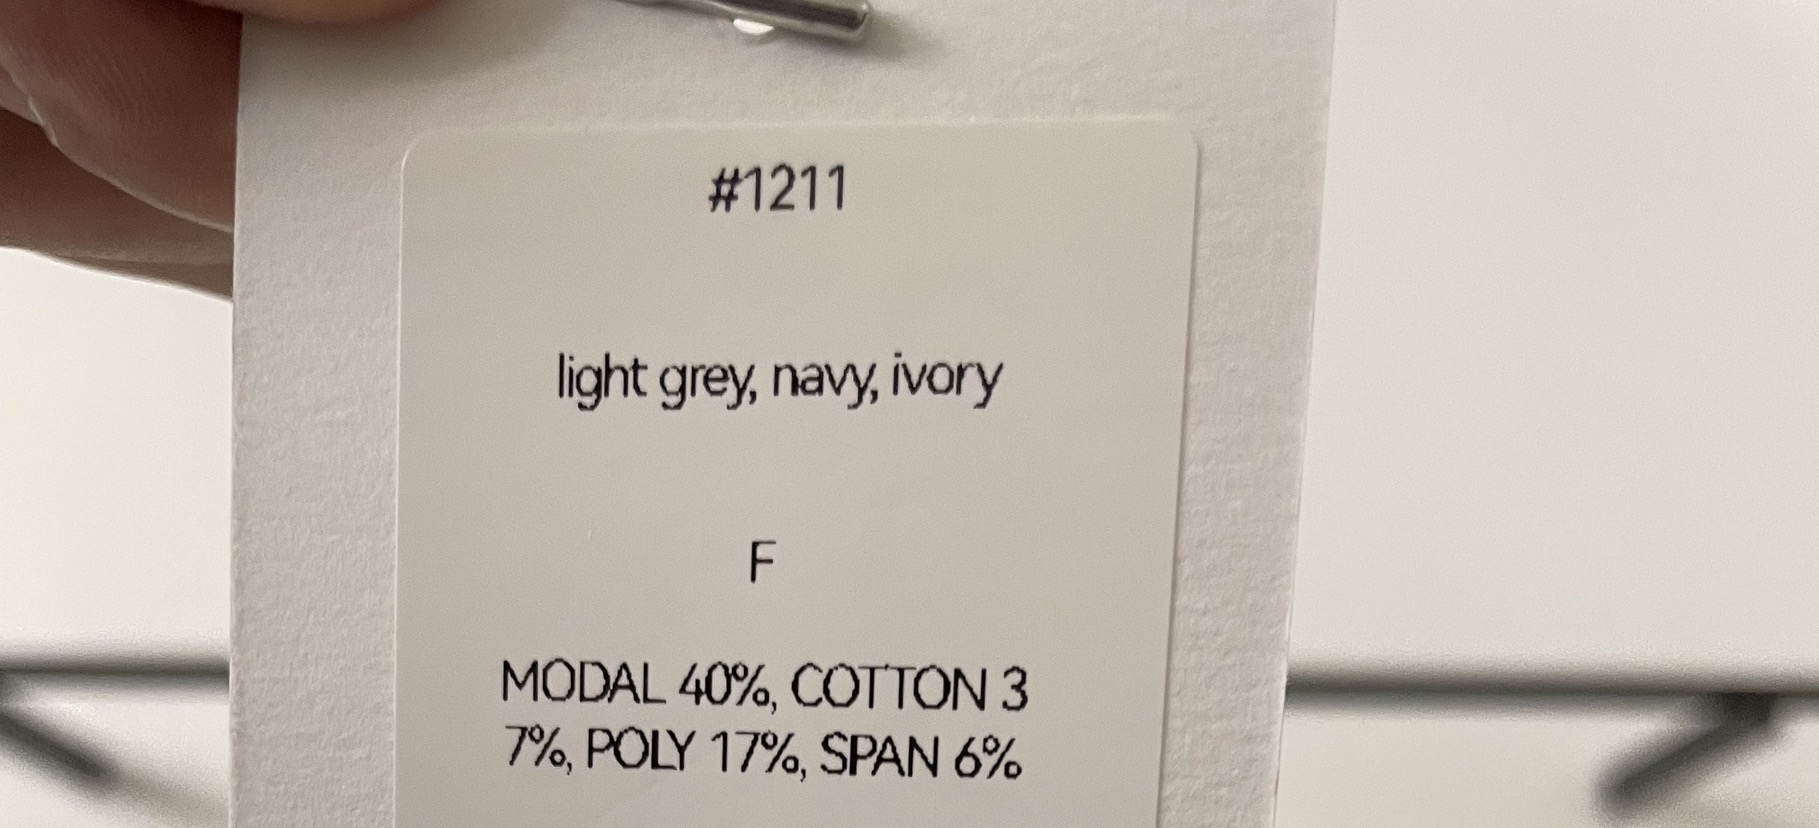 #1211
light grey, navy, ivory
F
MODAL 40%, COTTON 3
7%, POLY 17%, SPAN 6%